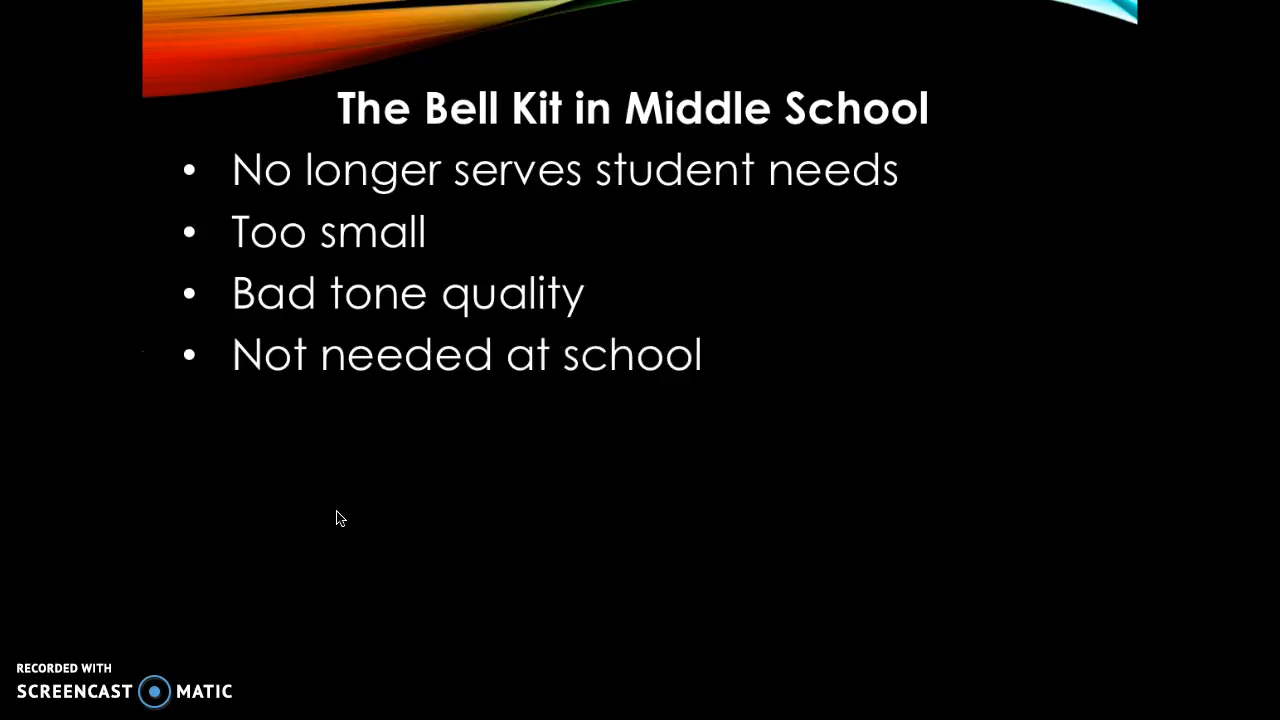 The Bell Kit in Middle School
• No longer serves student needs
• Too small
• Bad tone quality
• Not needed at school
RECORDED WITH
SCREENCAST MATIC